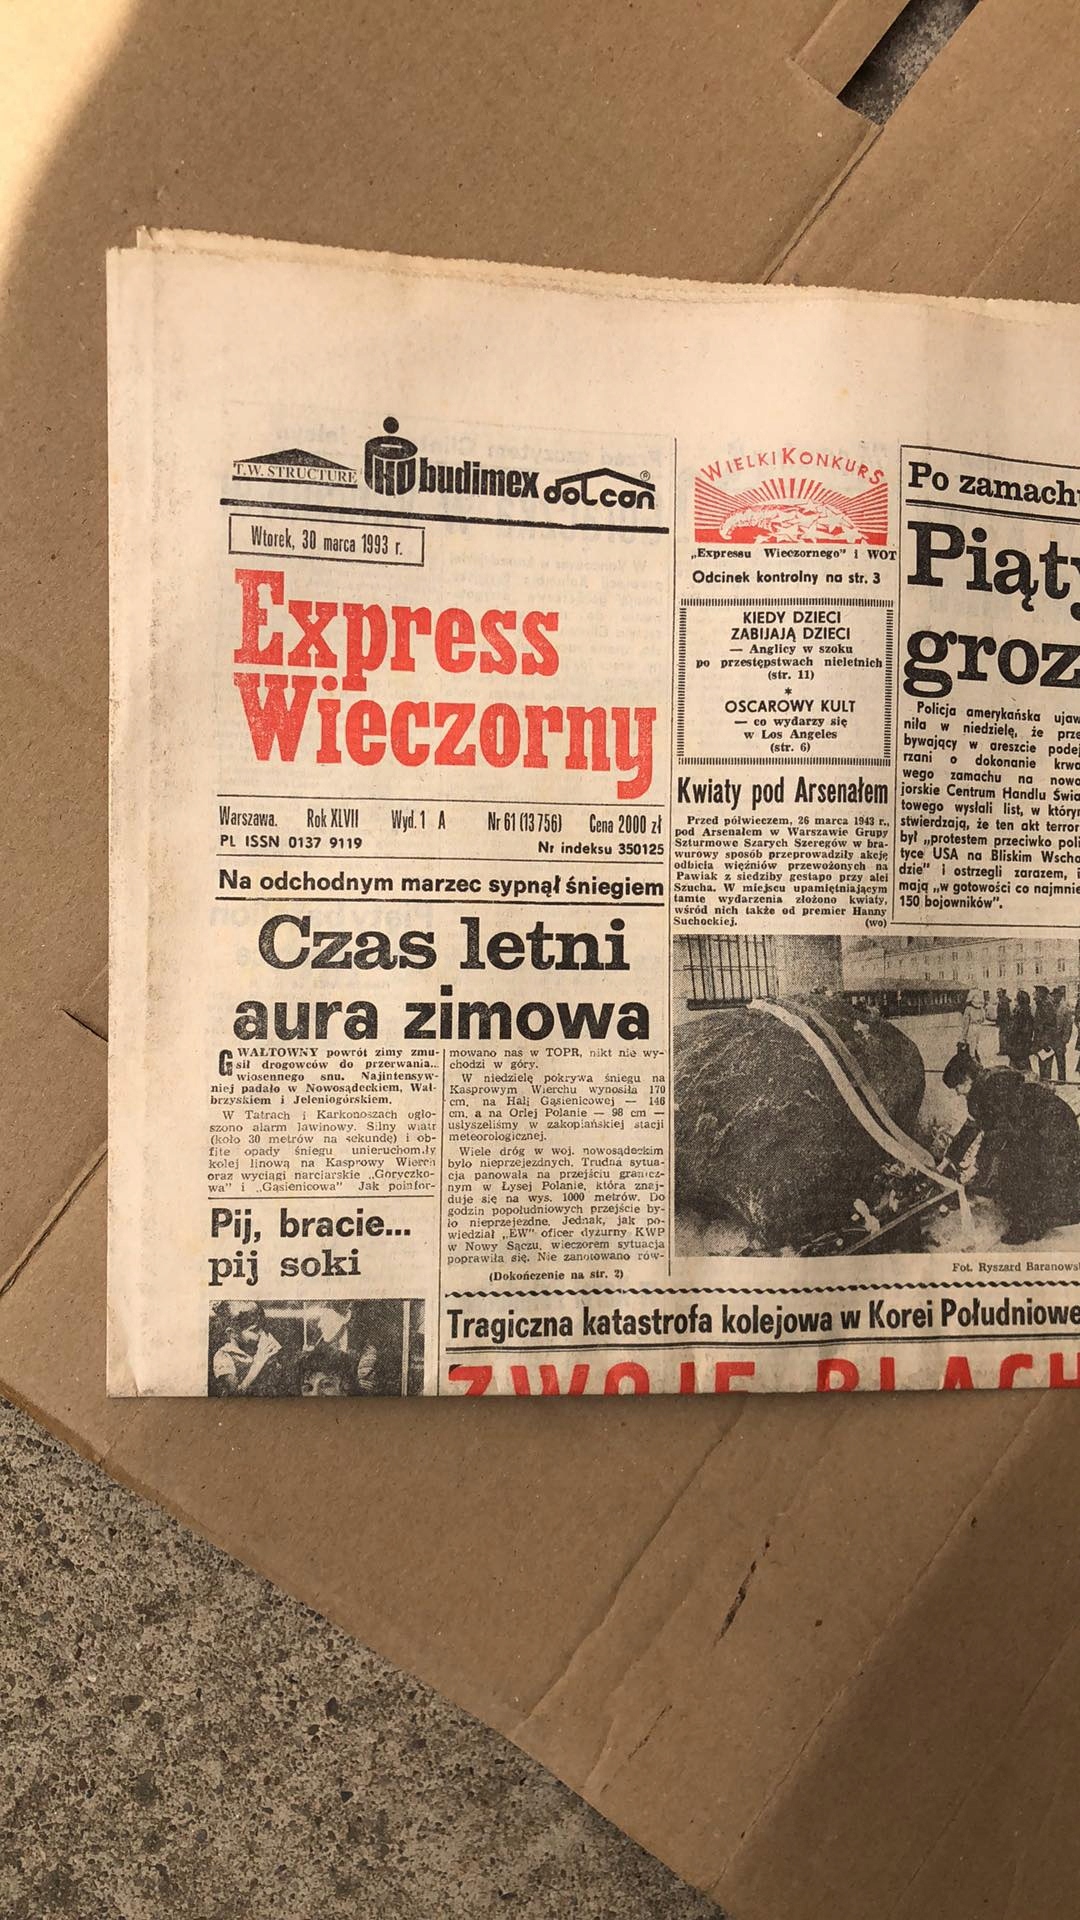 T.W. STRUCTURE
PKO
budimex
dolcan ®
Wtorek, 30 marca 1993 r.
Express
Wieczorny
Warszawa. Rok XLVII Wyd. 1 A Nr 61 (13 756) Cena 2000 zł
PL ISSN 0137 9119 Nr indeksu 350125
Na odchodnym marzec sypnął śniegiem
Czas letni
aura zimowa
GWAŁTOWNY powrót zimy zmu-
sił drogowców do przerwania...
wiosennego snu. Najintensyw-
niej padało w Nowosądeckiem, Wał-
brzyskiem i Jeleniogórskiem.
W Tatrach i Karkonoszach ogło-
szono alarm lawinowy. Silny wiatr
(koło 30 metrów na sekundę) i ob-
fite opady śniegu unieruchomiły
kolej linową na Kasprowy Wierch
oraz wyciągi narciarskie „Goryczko-
wa" i „Gąsienicowa" Jak poinfor-
mowano nas w TOPR, nikt nie wy-
chodzi w góry.
W niedzielę pokrywa śniegu na
Kasprowym Wierchu wynosiła 170
cm, na Hali Gąsienicowej — 146
cm, a na Orlej Polanie — 98 cm —
usłyszeliśmy w zakopiańskiej stacji
meteorologicznej.
Wiele dróg w woj. nowosądeckim
było nieprzejezdnych. Trudna sytua-
cja panowała na przejściu granicz-
nym w Łysej Polanie, która znaj-
duje się na wys. 1000 metrów. Do
godzin popołudniowych przejście by-
ło nieprzejezdne. Jednak, jak po-
wiedział „EW" oficer dyżurny KWP
w Nowy Sączu, wieczorem sytuacja
poprawiła się. Nie zanotowano rów-
(Dokończenie na str. 2)
Pij, bracie...
pij soki
WIELKI KONKURS
„Expressu Wieczornego" i WOT
Odcinek kontrolny na str. 3
KIEDY DZIECI
ZABIJAJĄ DZIECI
— Anglicy w szoku
po przestępstwach nieletnich
(str. 11)
*
OSCAROWY KULT
— co wydarzy się
w Los Angeles
(str. 6)
Kwiaty pod Arsenałem
Przed półwieczem, 26 marca 1943 r.,
pod Arsenałem w Warszawie Grupy
Szturmowe Szarych Szeregów w bra-
wurowy sposób przeprowadziły akcję
odbicia więźniów przewożonych na
Pawiak z siedziby gestapo przy alei
Szucha. W miejscu upamiętniającym
tamte wydarzenia złożono kwiaty,
wśród nich także od premier Hanny
Suchockiej. (wo)
Po zamach
Piąty
groz
Policja amerykańska ujaw
niła w niedzielę, że prze
bywający w areszcie podej
rzani o dokonanie krwa
wego zamachu na nowo
jorskie Centrum Handlu Świa
towego wysłali list, w który
stwierdzają, że ten akt terror
był „protestem przeciwko poli
tyce USA na Bliskim Wscho
dzie" i ostrzegli zarazem, i
mają „w gotowości co najmnie
150 bojowników".
Fot. Ryszard Baranows
Tragiczna katastrofa kolejowa w Korei Południowe
ZWOJE BLACH